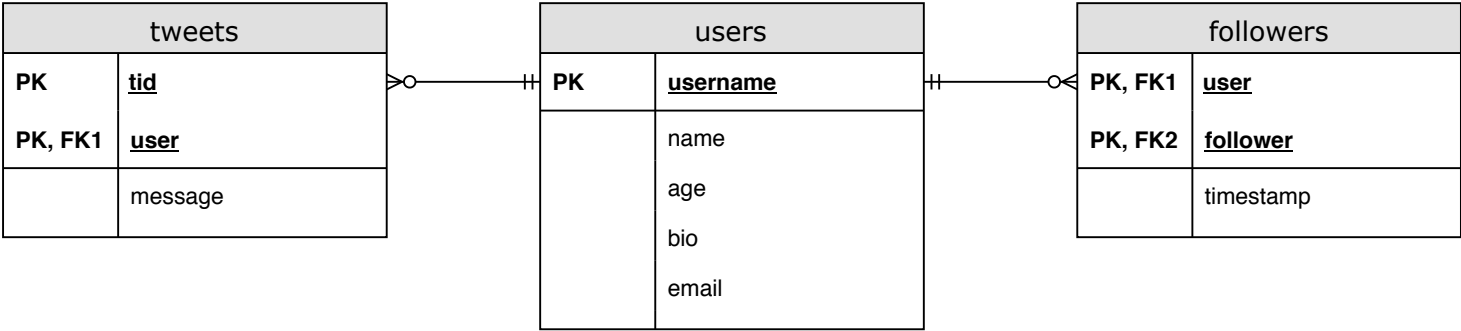 tweets
PK tid
PK, FK1 user
message
users
PK username
name
age
bio
email
followers
PK, FK1 user
PK, FK2 follower
timestamp